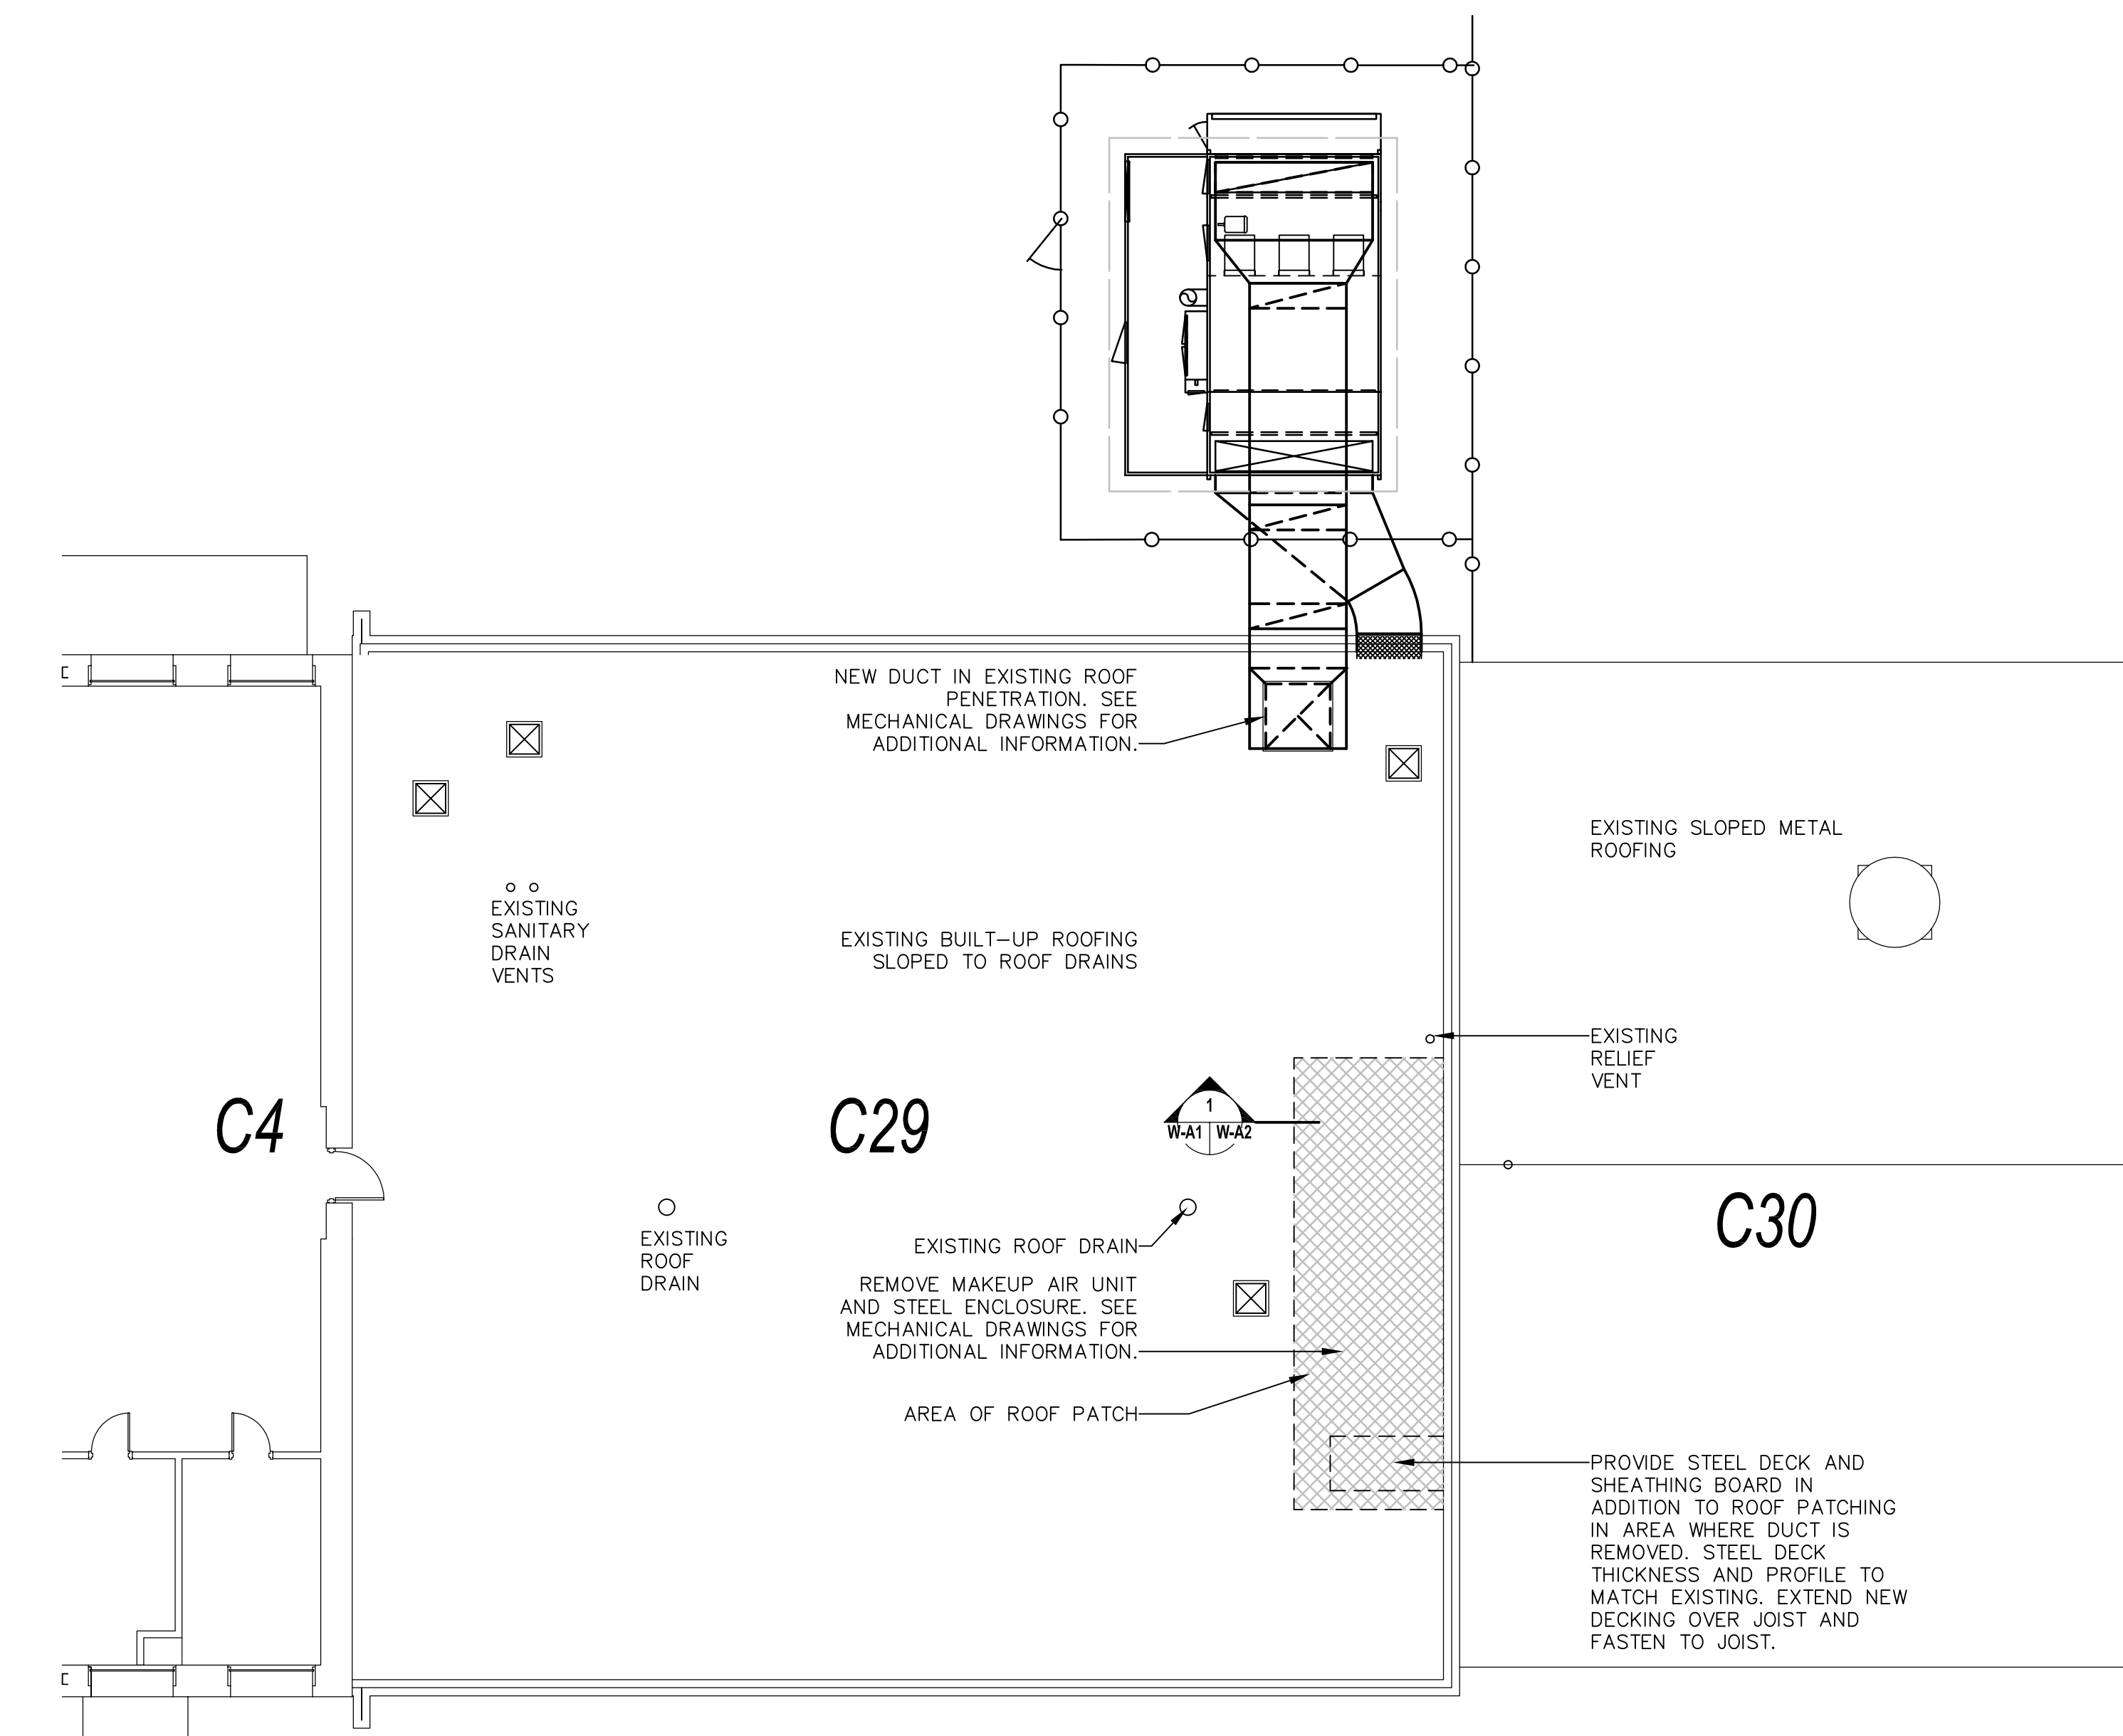 NEW DUCT IN EXISTING ROOF
PENETRATION. SEE
MECHANICAL DRAWINGS FOR
ADDITIONAL INFORMATION.
EXISTING SLOPED METAL
ROOFING
EXISTING
SANITARY
DRAIN
VENTS
EXISTING BUILT-UP ROOFING
SLOPED TO ROOF DRAINS
EXISTING
RELIEF
VENT
C4
C29
1
W-A1 W-A2
C30
EXISTING
ROOF
DRAIN
EXISTING ROOF DRAIN
REMOVE MAKEUP AIR UNIT
AND STEEL ENCLOSURE. SEE
MECHANICAL DRAWINGS FOR
ADDITIONAL INFORMATION.
AREA OF ROOF PATCH
PROVIDE STEEL DECK AND
SHEATHING BOARD IN
ADDITION TO ROOF PATCHING
IN AREA WHERE DUCT IS
REMOVED. STEEL DECK
THICKNESS AND PROFILE TO
MATCH EXISTING. EXTEND NEW
DECKING OVER JOIST AND
FASTEN TO JOIST.